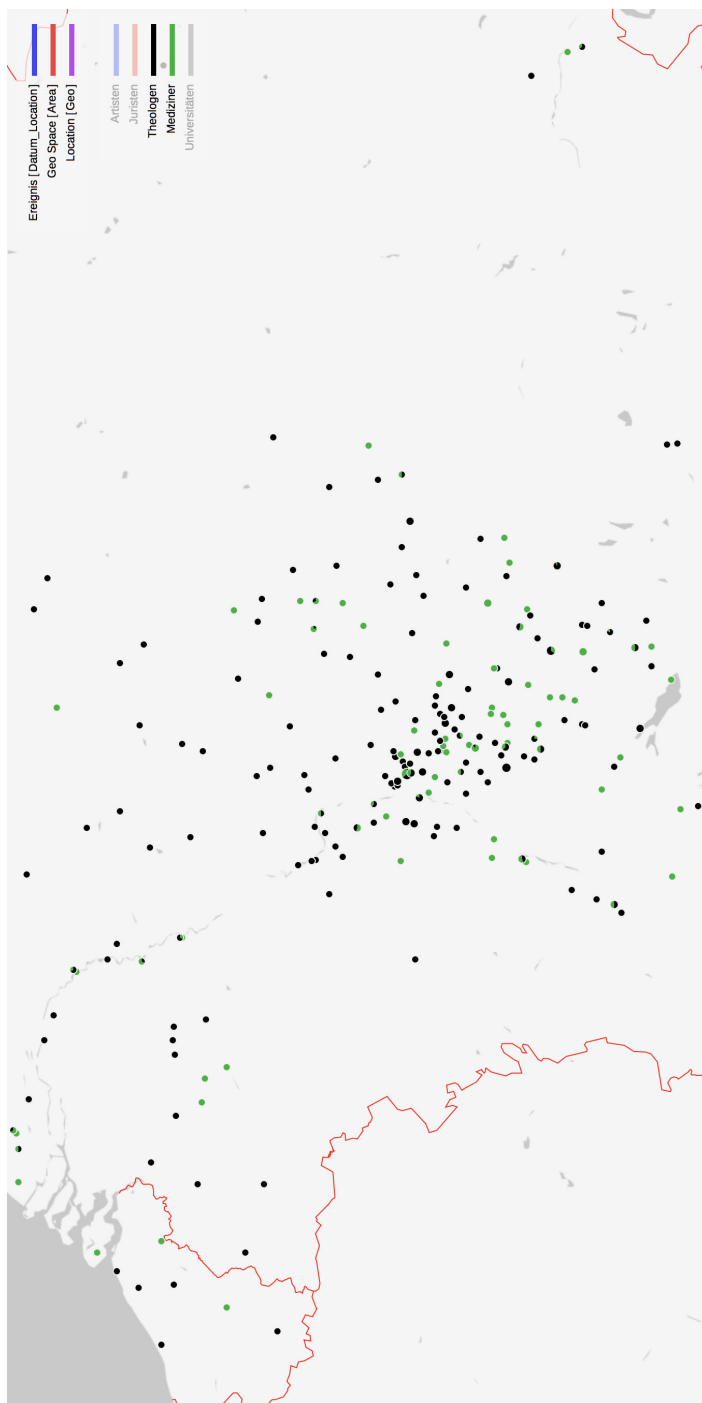 Ereignis [Datum_Location]
Geo Space [Area]
Location [Geo]
Artisten
Juristen
Theologen
Mediziner
Universitäten